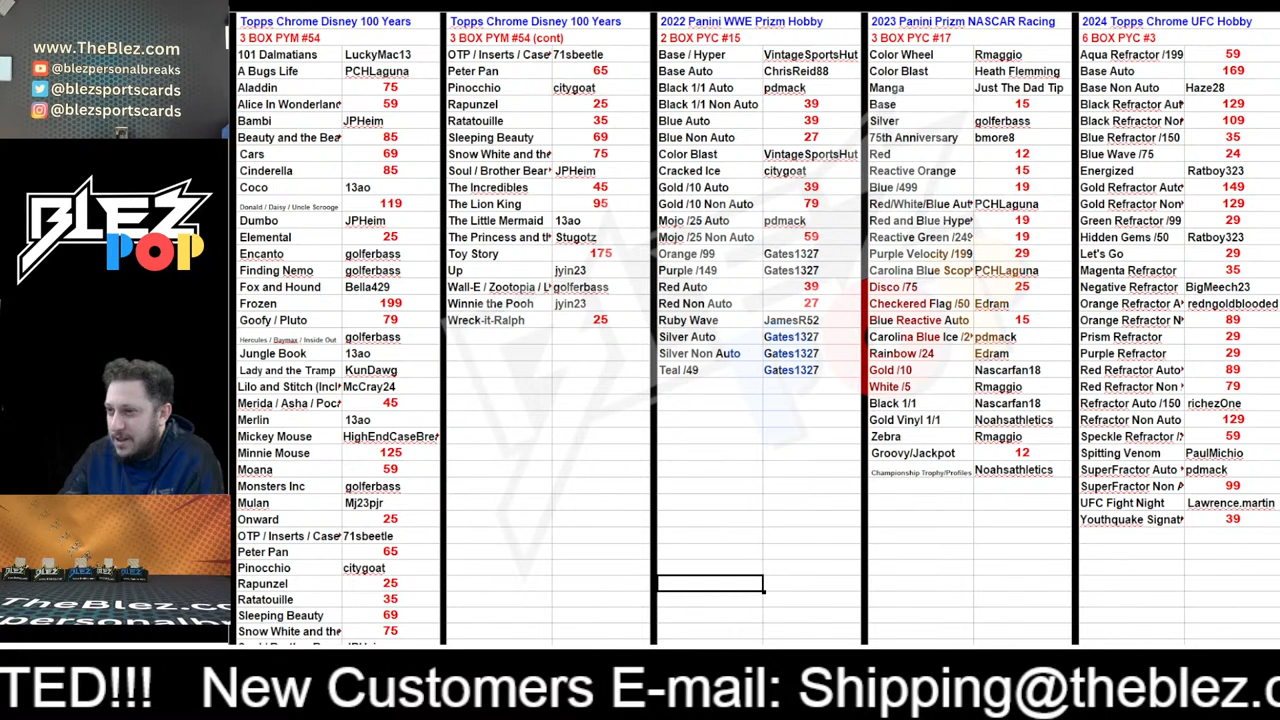 www.TheBlez.com
@blezpersonalbreaks
@blezsportscards
@blezsportscards
BLEZ
POP
TheBlez.co
personalbrea
Topps Chrome Disney 100 Years
3 BOX PYM #54
101 Dalmatians LuckyMac13
A Bugs Life PCHLaguna
Aladdin 75
Alice In Wonderlan 59
Bambi JPHeim
Beauty and the Bea 85
Cars 69
Cinderella 85
Coco 13ao
Donald / Daisy / Uncle Scrooge 119
Dumbo JPHeim
Elemental 25
Encanto golferbass
Finding Nemo golferbass
Fox and Hound Bella429
Frozen 199
Goofy / Pluto 79
Hercules / Baymax / Inside Out golferbass
Jungle Book 13ao
Lady and the Tramp KunDawg
Lilo and Stitch (Incl McCray24
Merida / Asha / Poc 45
Merlin 13ao
Mickey Mouse HighEndCaseBre
Minnie Mouse 125
Moana 59
Monsters Inc golferbass
Mulan Mj23pjr
Onward 25
OTP / Inserts / Case 71sbeetle
Peter Pan 65
Pinocchio citygoat
Rapunzel 25
Ratatouille 35
Sleeping Beauty 69
Snow White and the 75
Topps Chrome Disney 100 Years
3 BOX PYM #54 (cont)
OTP / Inserts / Case 71sbeetle
Peter Pan 65
Pinocchio citygoat
Rapunzel 25
Ratatouille 35
Sleeping Beauty 69
Snow White and th 75
Soul / Brother Bear JPHeim
The Incredibles 45
The Lion King 95
The Little Mermaid 13ao
The Princess and th Stugotz
Toy Story 175
Up jyin23
Wall-E / Zootopia / L golferbass
Winnie the Pooh jyin23
Wreck-it-Ralph 25
2022 Panini WWE Prizm Hobby
2 BOX PYC #15
Base / Hyper VintageSportsHut
Base Auto ChrisReid88
Black 1/1 Auto pdmack
Black 1/1 Non Auto 39
Blue Auto 39
Blue Non Auto 27
Color Blast VintageSportsHut
Cracked Ice citygoat
Gold /10 Auto 39
Gold /10 Non Auto 79
Mojo /25 Auto pdmack
Mojo /25 Non Auto 59
Orange /99 Gates1327
Purple /149 Gates1327
Red Auto 39
Red Non Auto 27
Ruby Wave JamesR52
Silver Auto Gates1327
Silver Non Auto Gates1327
Teal /49 Gates1327
2023 Panini Prizm NASCAR Racing
3 BOX PYC #17
Color Wheel Rmaggio
Color Blast Heath Flemming
Manga Just The Dad Tip
Base 15
Silver golferbass
75th Anniversary bmore8
Red 12
Reactive Orange 15
Blue /499 19
Red/White/Blue Aut PCHLaguna
Red and Blue Hype 19
Reactive Green /249 19
Purple Velocity /199 29
Carolina Blue Scop PCHLaguna
Disco /75 25
Checkered Flag /50 Edram
Blue Reactive Auto 15
Carolina Blue Ice /2 pdmack
Rainbow /24 Edram
Gold /10 Nascarfan18
White /5 Rmaggio
Black 1/1 Nascarfan18
Gold Vinyl 1/1 Noahsathletics
Zebra Rmaggio
Groovy/Jackpot 12
Championship Trophy/Profiles Noahsathletics
2024 Topps Chrome UFC Hobby
6 BOX PYC #3
Aqua Refractor /199 59
Base Auto 169
Base Non Auto Haze28
Black Refractor Aut 129
Black Refractor No 109
Blue Refractor /150 35
Blue Wave /75 24
Energized Ratboy323
Gold Refractor Aut 149
Gold Refractor Non 129
Green Refractor /99 29
Hidden Gems /50 Ratboy323
Let's Go 29
Magenta Refractor 35
Negative Refractor BigMeech23
Orange Refractor A redngoldblooded
Orange Refractor N 89
Prism Refractor 29
Purple Refractor 29
Red Refractor Auto 89
Red Refractor Non 79
Refractor Auto /150 richezOne
Refractor Non Auto 129
Speckle Refractor / 59
Spitting Venom PaulMichio
SuperFractor Auto pdmack
SuperFractor Non A 99
UFC Fight Night Lawrence.martin
Youthquake Signat 39
TED!!! New Customers E-mail: Shipping@theblez.c